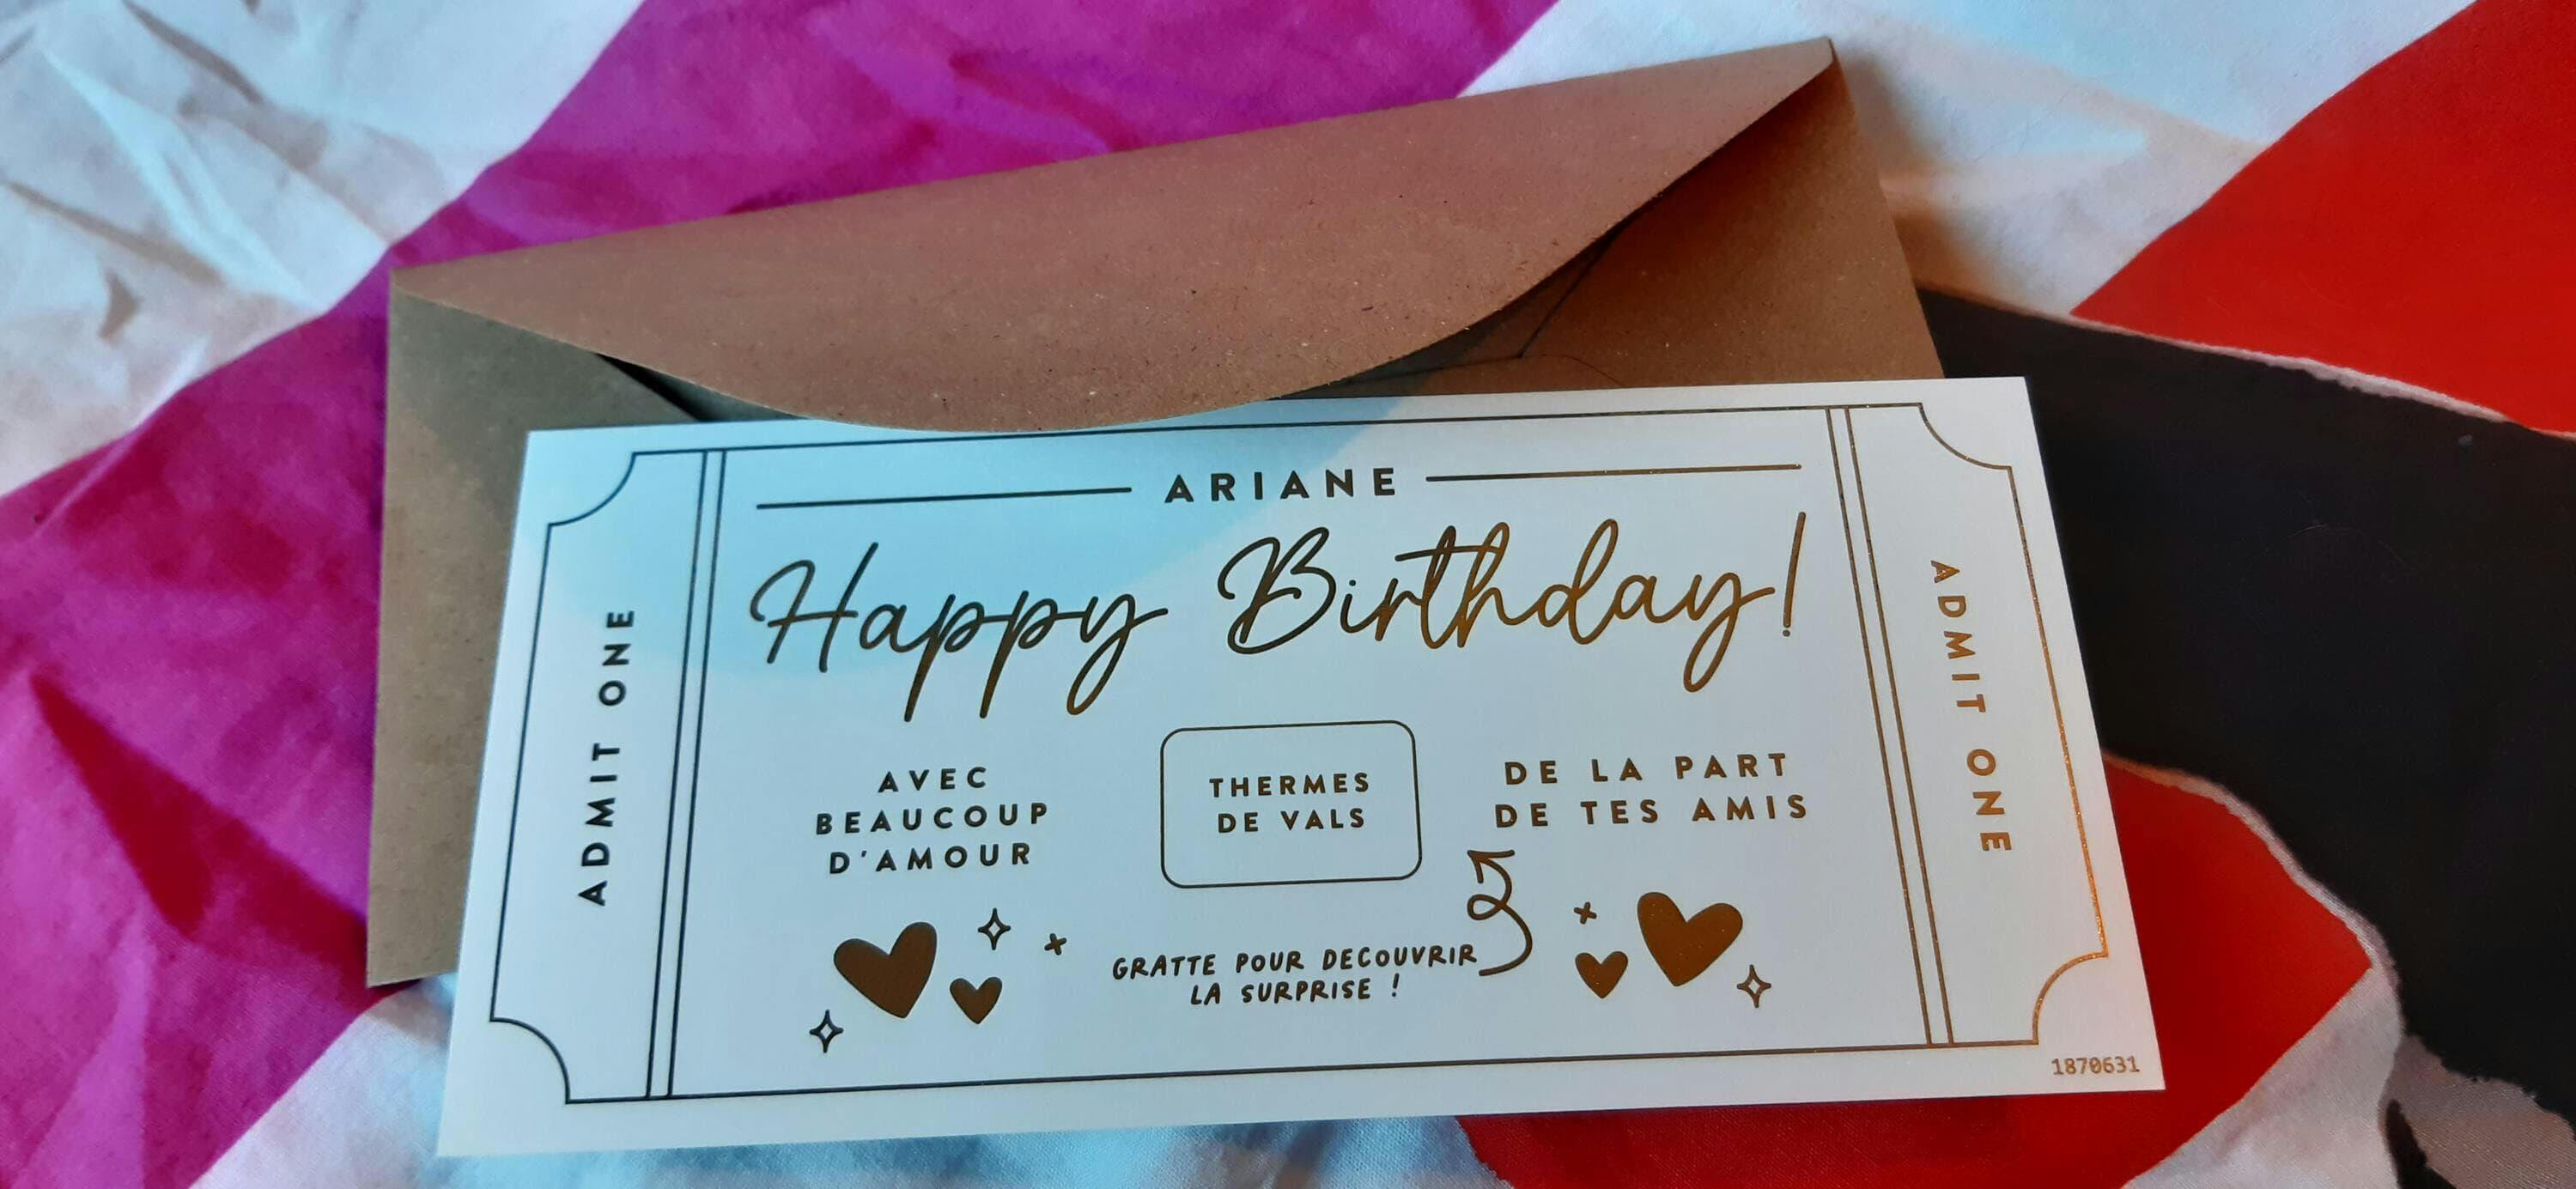 ARIANE
Happy Birthday!
ADMIT ONE
AVEC
BEAUCOUP
D'AMOUR
THERMES
DE VALS
DE LA PART
DE TES AMIS
GRATTE POUR DECOUVRIR
LA SURPRISE !
ADMIT ONE
1870631